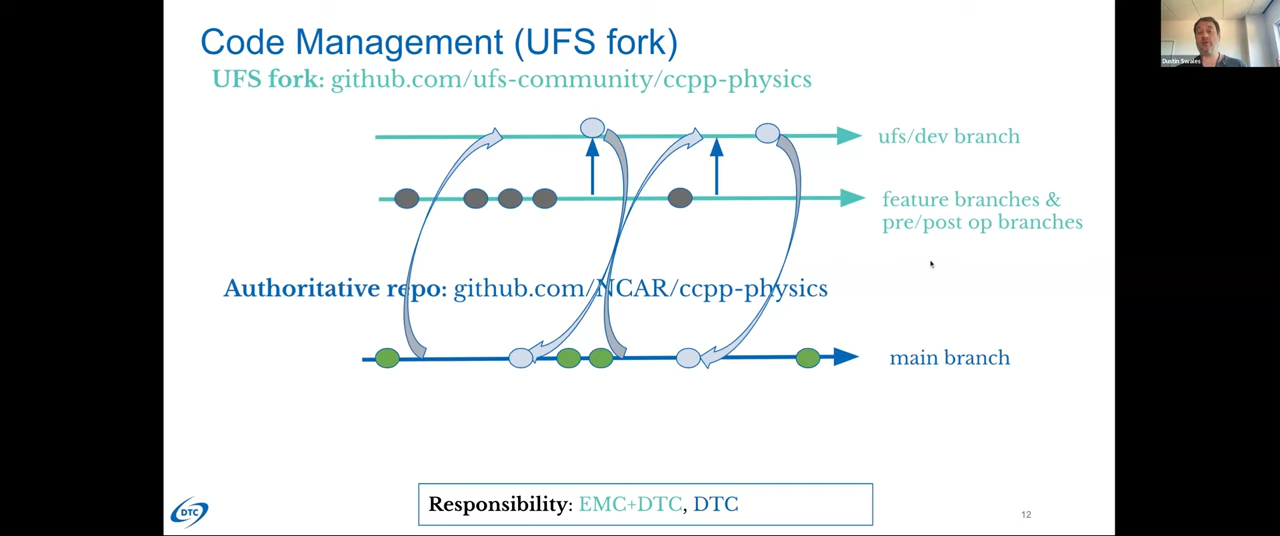 Code Management (UFS fork)
UFS fork: github.com/ufs-community/ccpp-physics
ufs/dev branch
feature branches &
pre/post op branches
Authoritative repo: github.com/NCAR/ccpp-physics
main branch
Responsibility: EMC+DTC, DTC
DTC
12
Dustin Swales